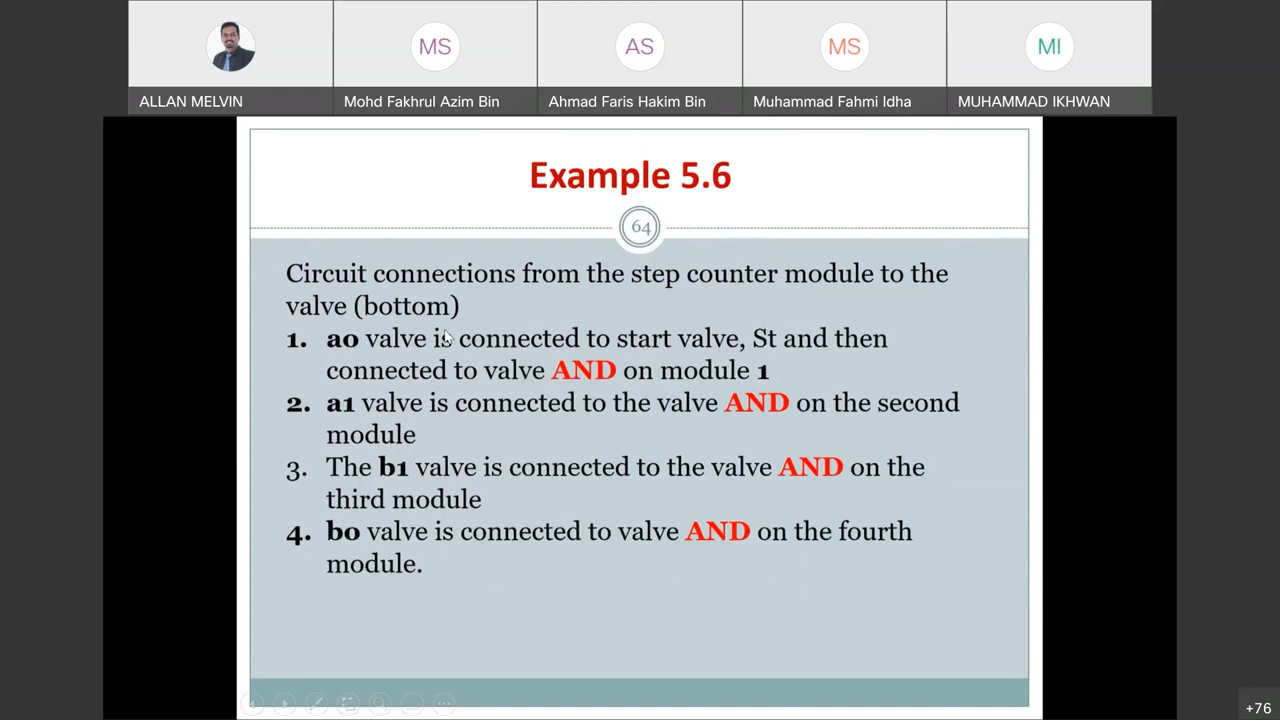 MS
AS
MS
MI
ALLAN MELVIN
Mohd Fakhrul Azim Bin
Ahmad Faris Hakim Bin
Muhammad Fahmi Idha
MUHAMMAD IKHWAN
Example 5.6
64
Circuit connections from the step counter module to the
valve (bottom)
1. a0 valve is connected to start valve, St and then
connected to valve AND on module 1
2. a1 valve is connected to the valve AND on the second
module
3. The b1 valve is connected to the valve AND on the
third module
4. b0 valve is connected to valve AND on the fourth
module.
+76